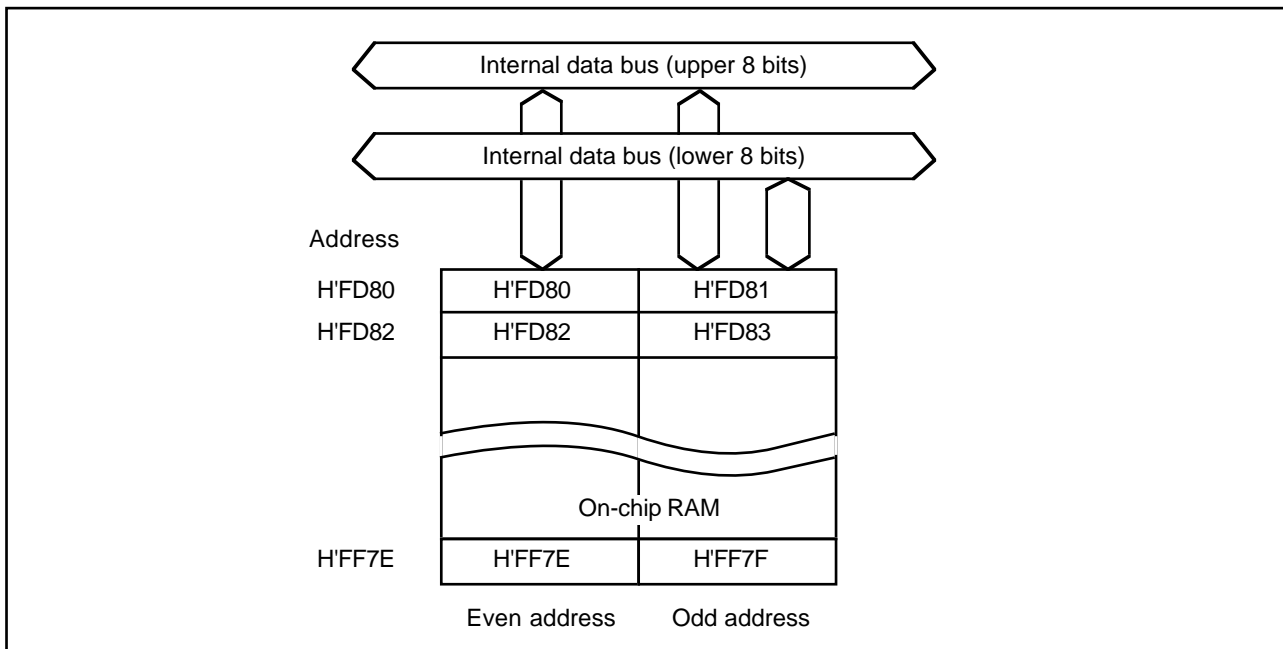 Internal data bus (upper 8 bits)
Internal data bus (lower 8 bits)
Address
H'FD80 H'FD80 H'FD81
H'FD82 H'FD82 H'FD83
On-chip RAM
H'FF7E H'FF7E H'FF7F
Even address Odd address